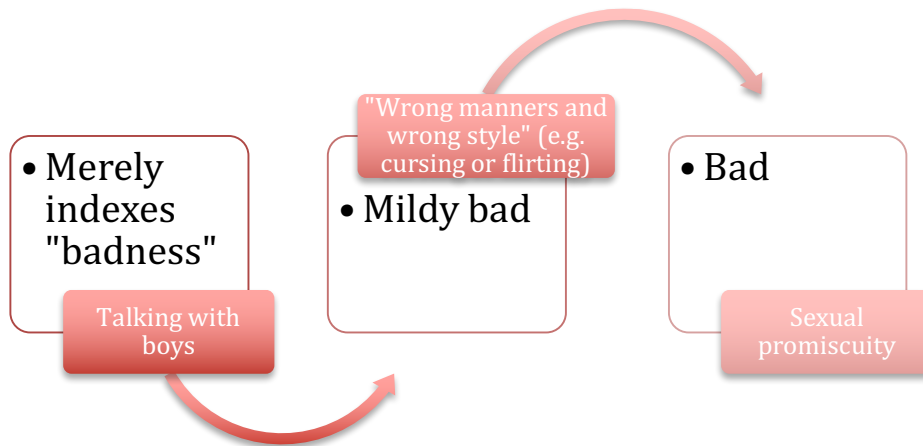 • Merely
indexes
"badness"
Talking with
boys
"Wrong manners and
wrong style" (e.g.
cursing or flirting)
• Mildy bad
• Bad
Sexual
promiscuity